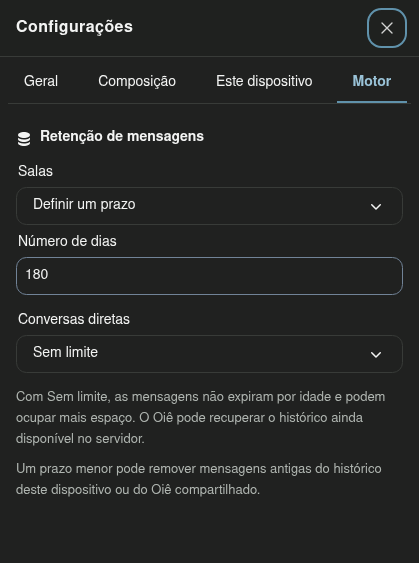 Configurações
Geral
Composição
Este dispositivo
Motor
Retenção de mensagens
Salas
Definir um prazo
Número de dias
180
Conversas diretas
Sem limite
Com Sem limite, as mensagens não expiram por idade e podem
ocupar mais espaço. O Oiê pode recuperar o histórico ainda
disponível no servidor.
Um prazo menor pode remover mensagens antigas do histórico
deste dispositivo ou do Oiê compartilhado.